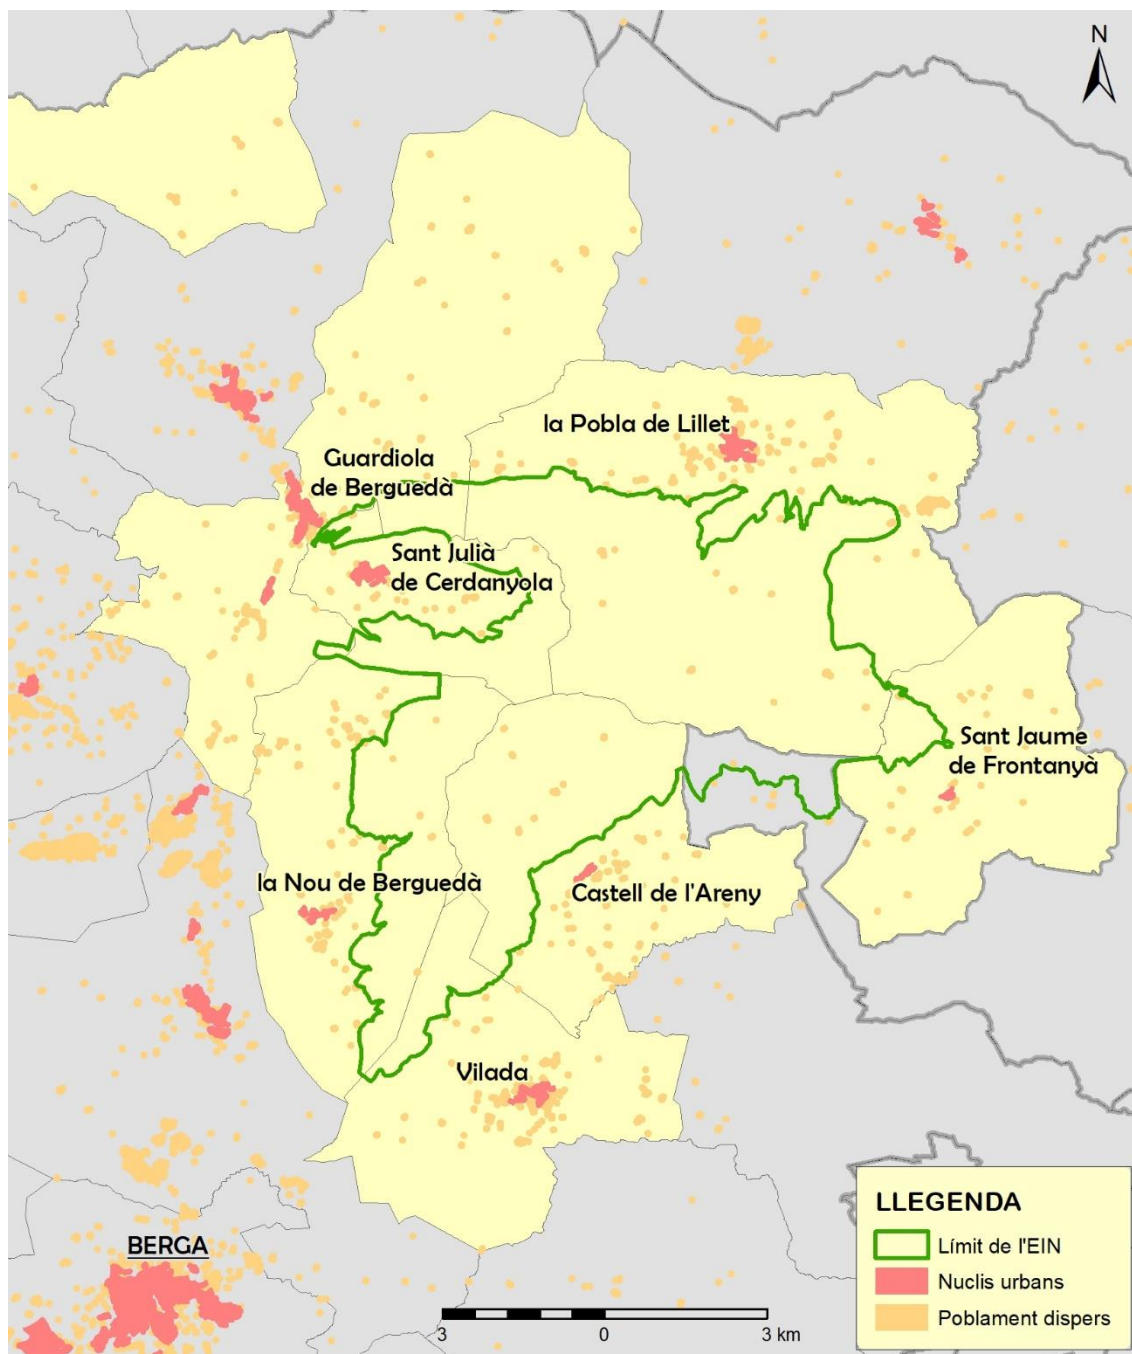 N
la Pobla de Lillet
Guardiola
de Berguedà
Sant Julià
de Cerdanyola
Sant Jaume
de Frontanyà
la Nou de Berguedà
Castell de l'Areny
Vilada
BERGA
LLEGENDA
Límit de l'EIN
Nuclis urbans
Poblament dispers
3 0 3 km